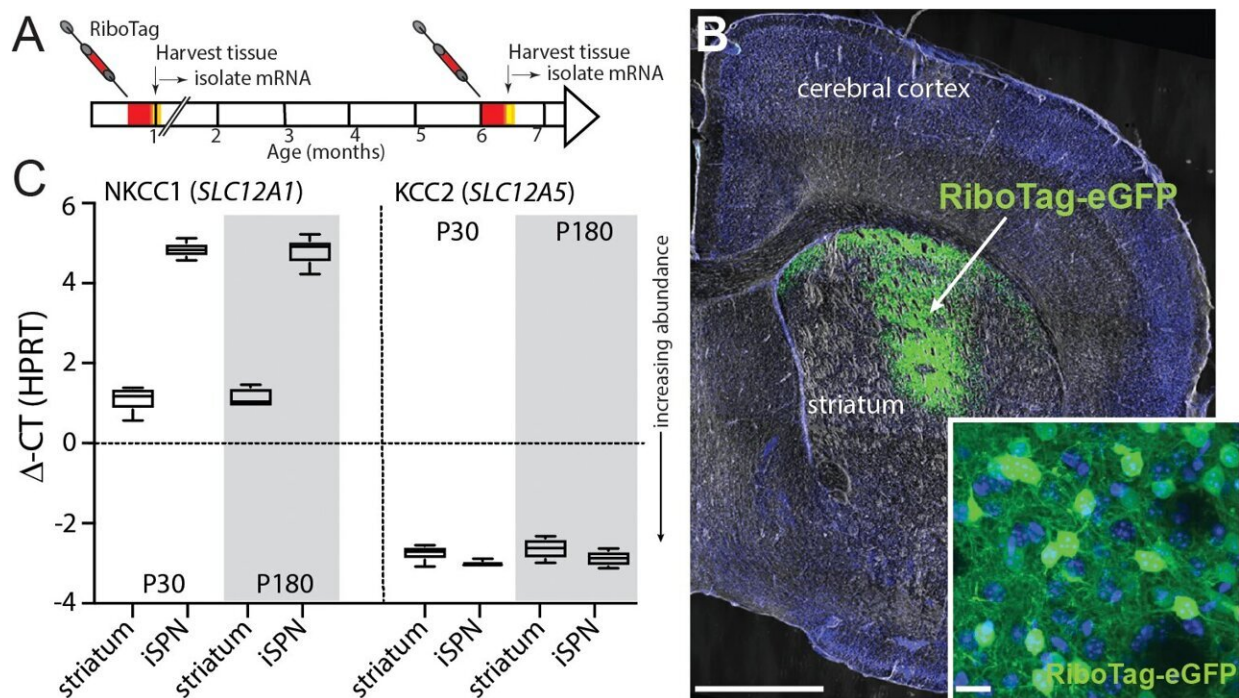 A
RiboTag
Harvest tissue
isolate mRNA
Harvest tissue
isolate mRNA
1 2 3 4 5 6 7
Age (months)
B
cerebral cortex
RiboTag-eGFP
striatum
RiboTag-eGFP
C
NKCC1 (SLC12A1)
KCC2 (SLC12A5)
P30
P180
6
4
2
0
-2
-4
Δ-CT (HPRT)
P30
P180
increasing abundance
striatum
iSPN
striatum
iSPN
striatum
iSPN
striatum
iSPN